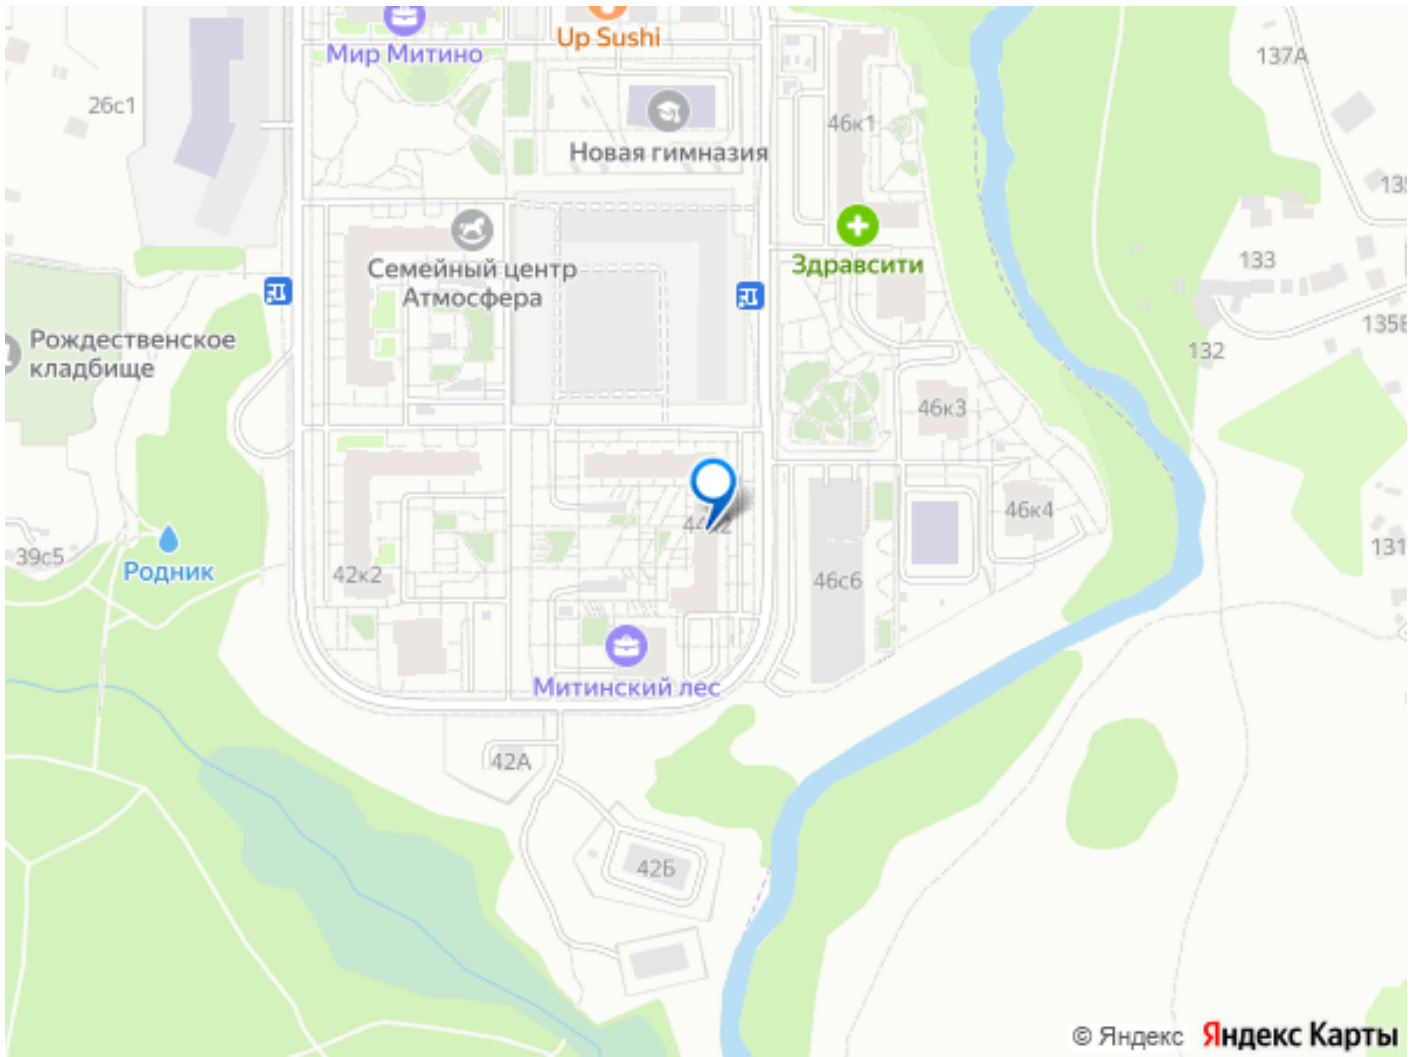 Мир Митино
Up Sushi
137А
26с1
46к1
Новая гимназия
Здравсити
Семейный центр
Атмосфера
133
Рождественское
кладбище
132
46к3
46к4
39с5
Родник
42к2
46с6
131
Митинский лес
42А
42Б
© Яндекс Яндекс Карты